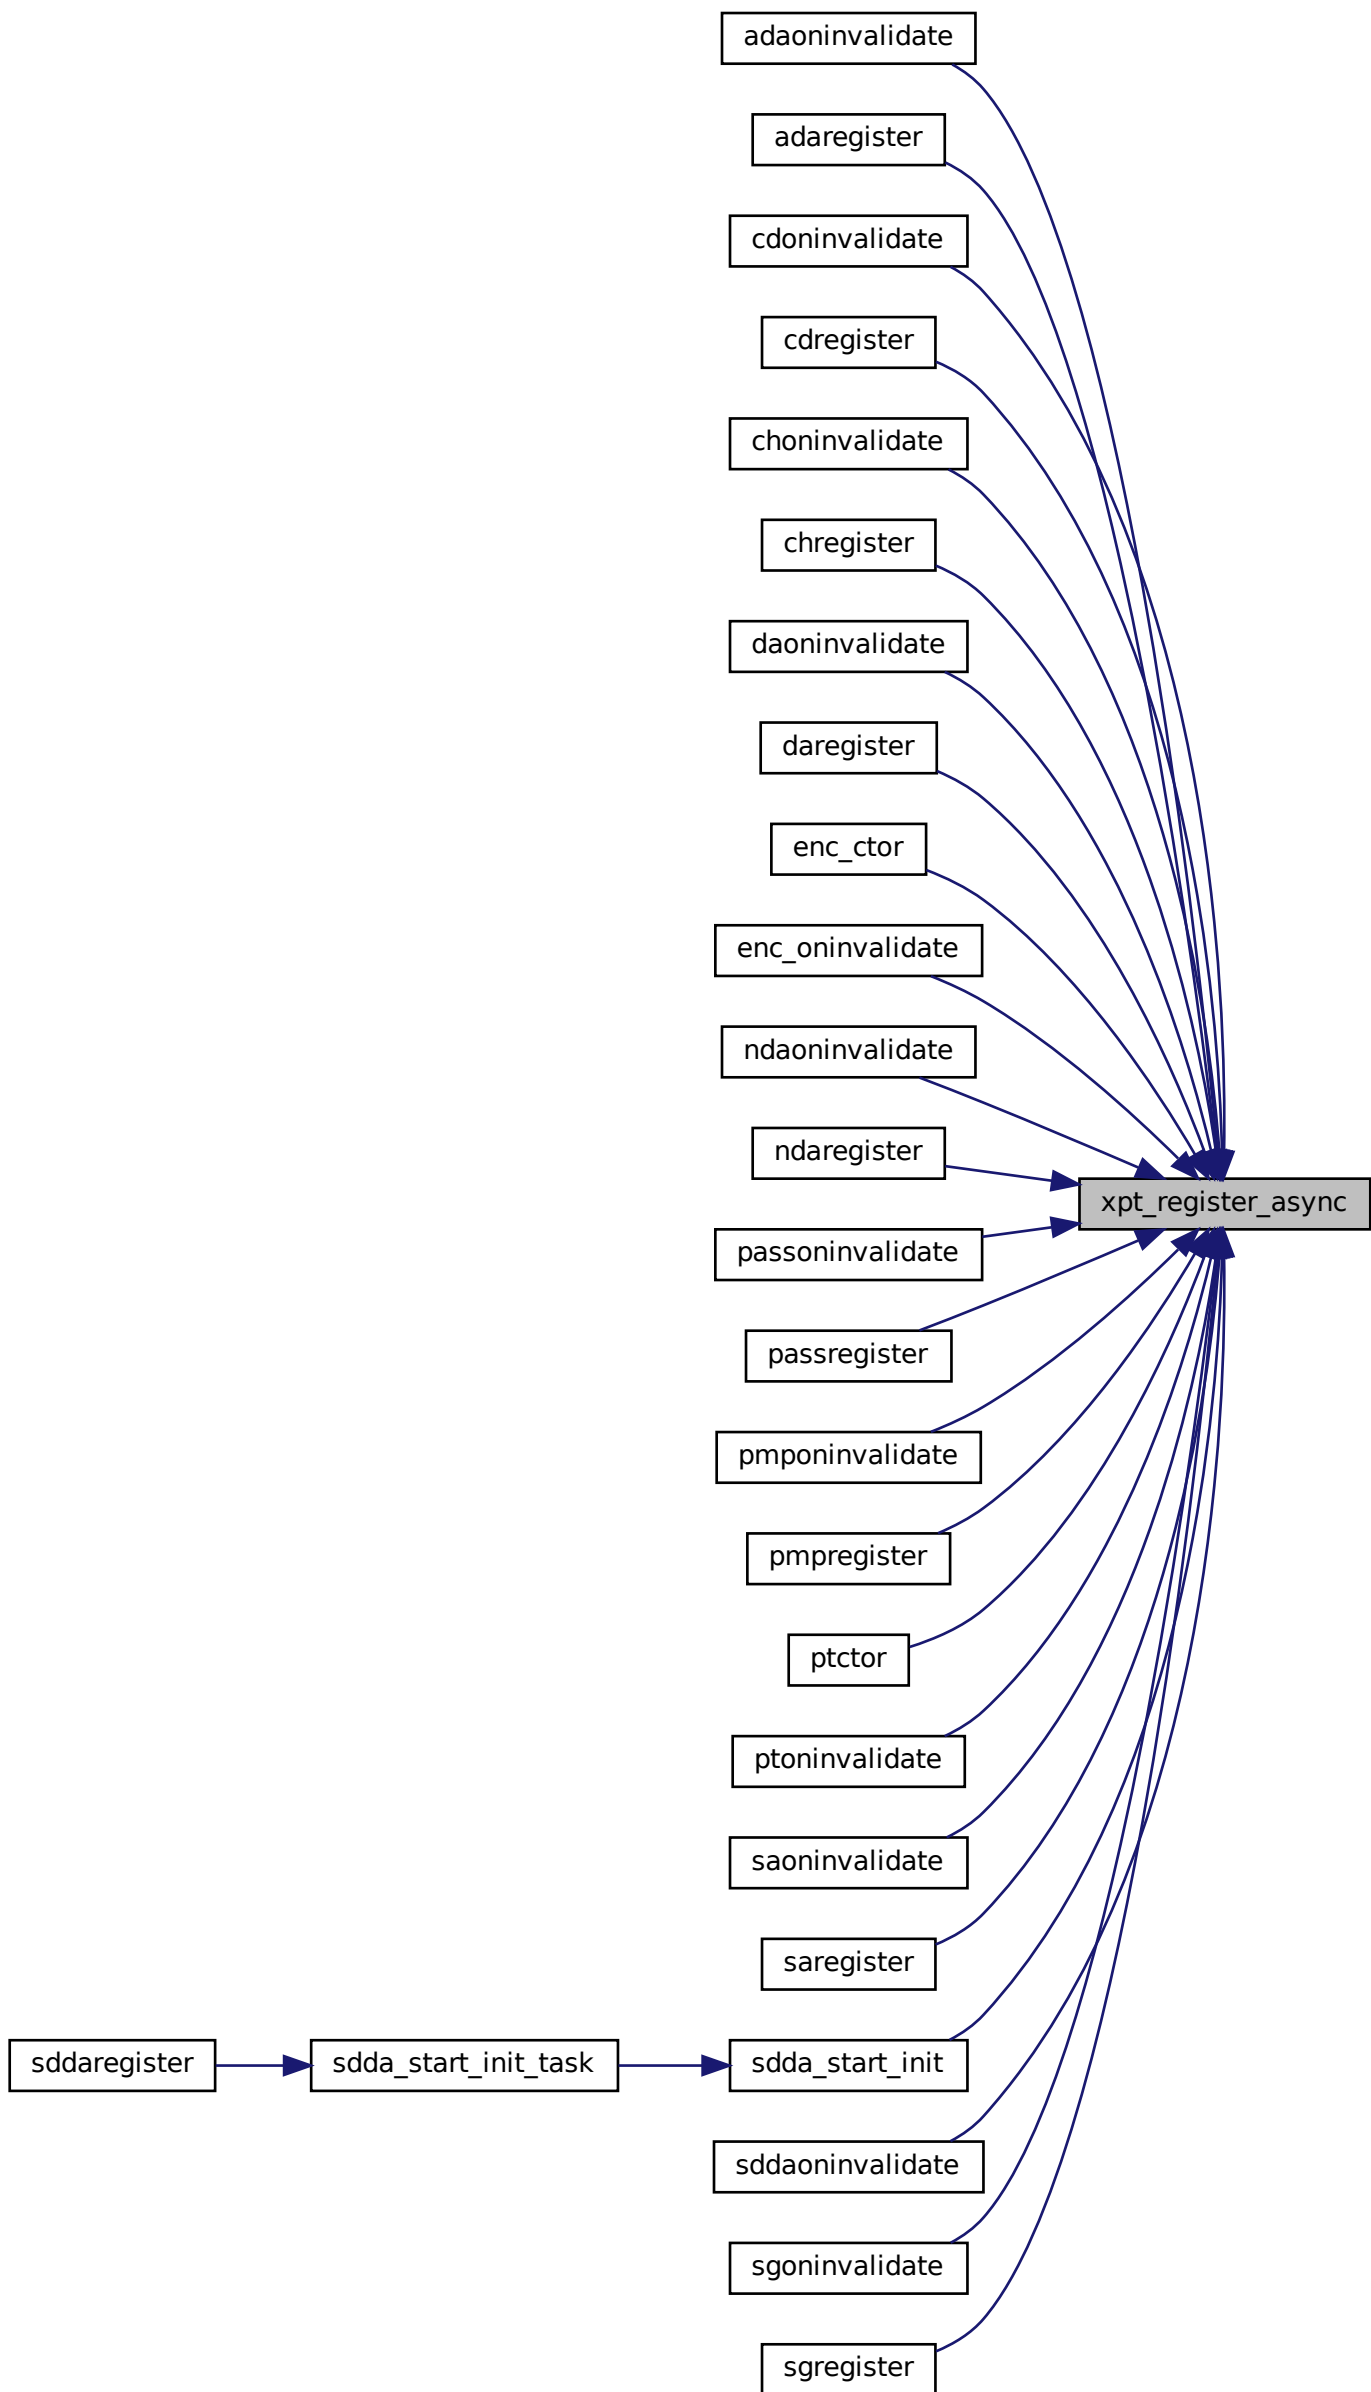 adaoninvalidate
adaregister
cdoninvalidate
cdregister
choninvalidate
chregister
daoninvalidate
daregister
enc_ctor
enc_oninvalidate
ndaoninvalidate
ndaregister
xpt_register_async
passoninvalidate
passregister
pmponinvalidate
pmpregister
ptctor
ptoninvalidate
saoninvalidate
saregister
sddaregister
sdda_start_init_task
sdda_start_init
sddaoninvalidate
sgoninvalidate
sgregister